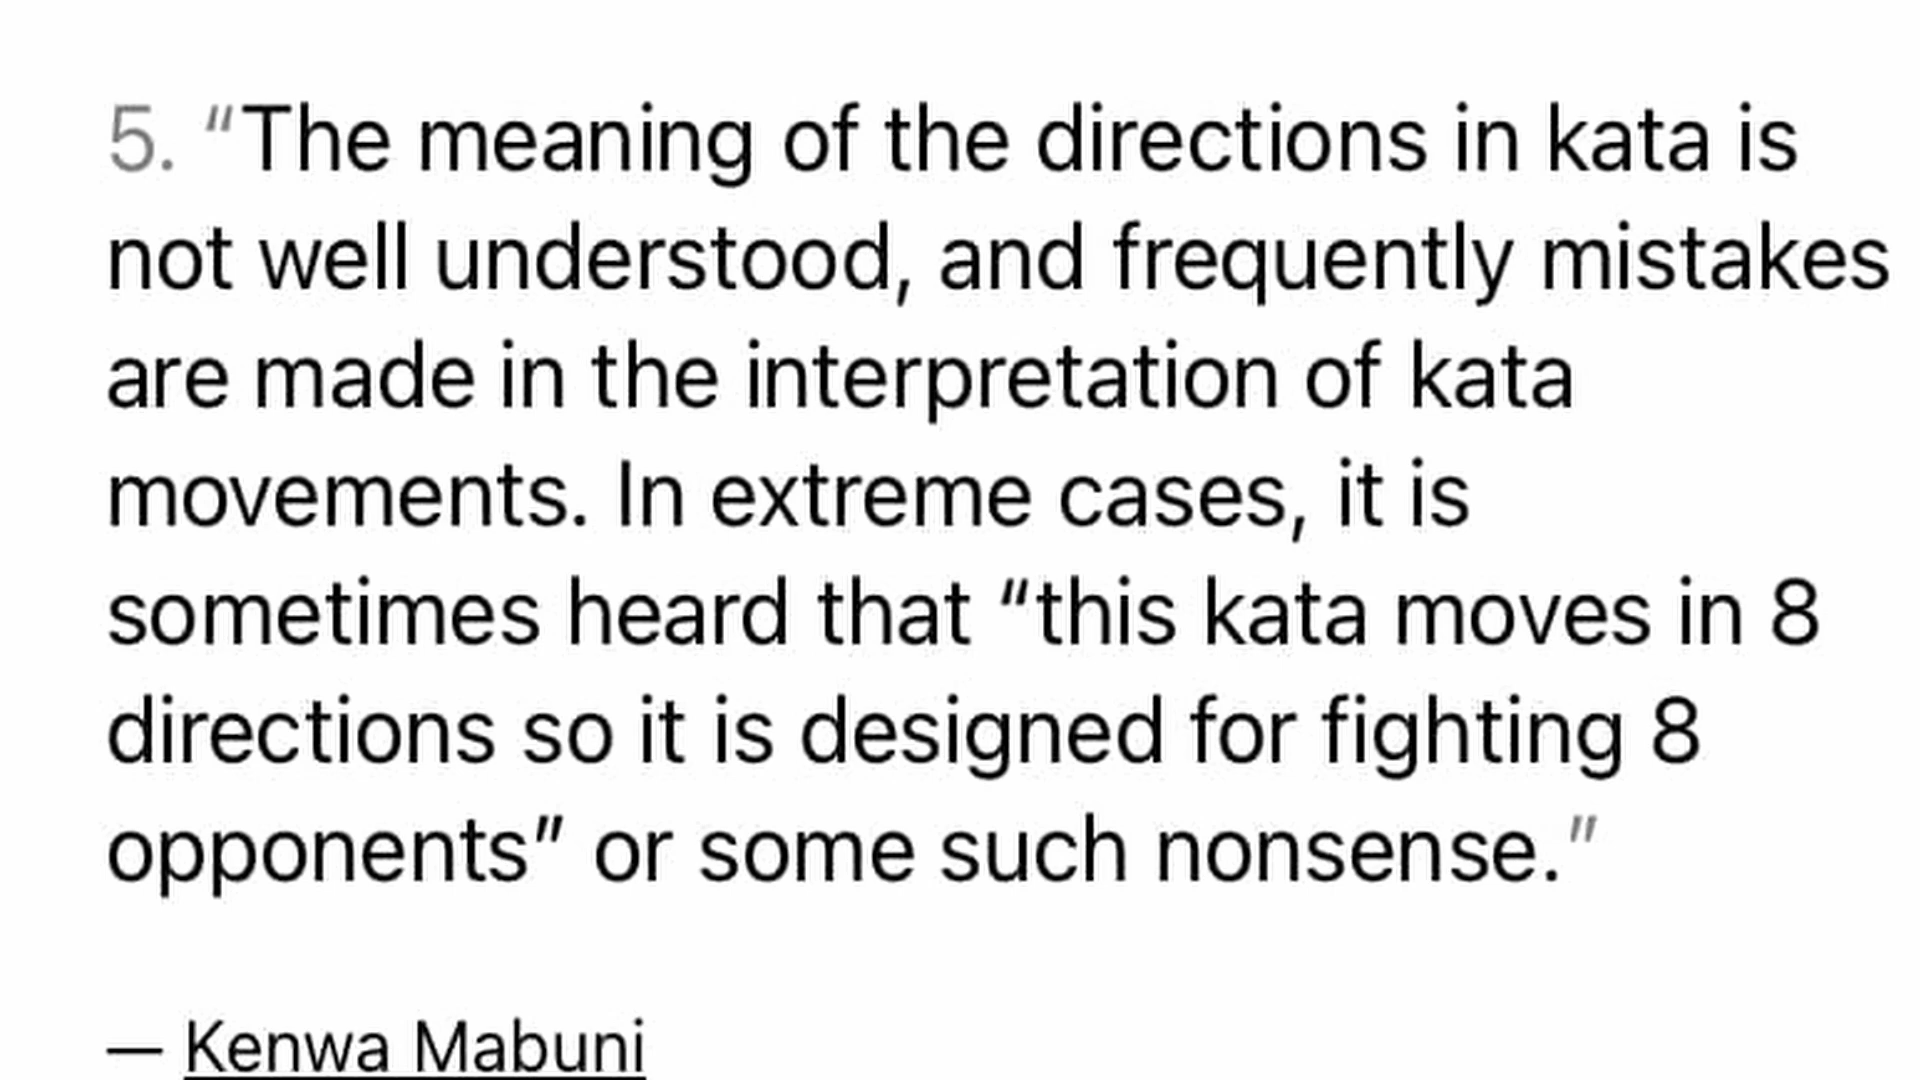 5. “The meaning of the directions in kata is
not well understood, and frequently mistakes
are made in the interpretation of kata
movements. In extreme cases, it is
sometimes heard that “this kata moves in 8
directions so it is designed for fighting 8
opponents” or some such nonsense.”
— Kenwa Mabuni